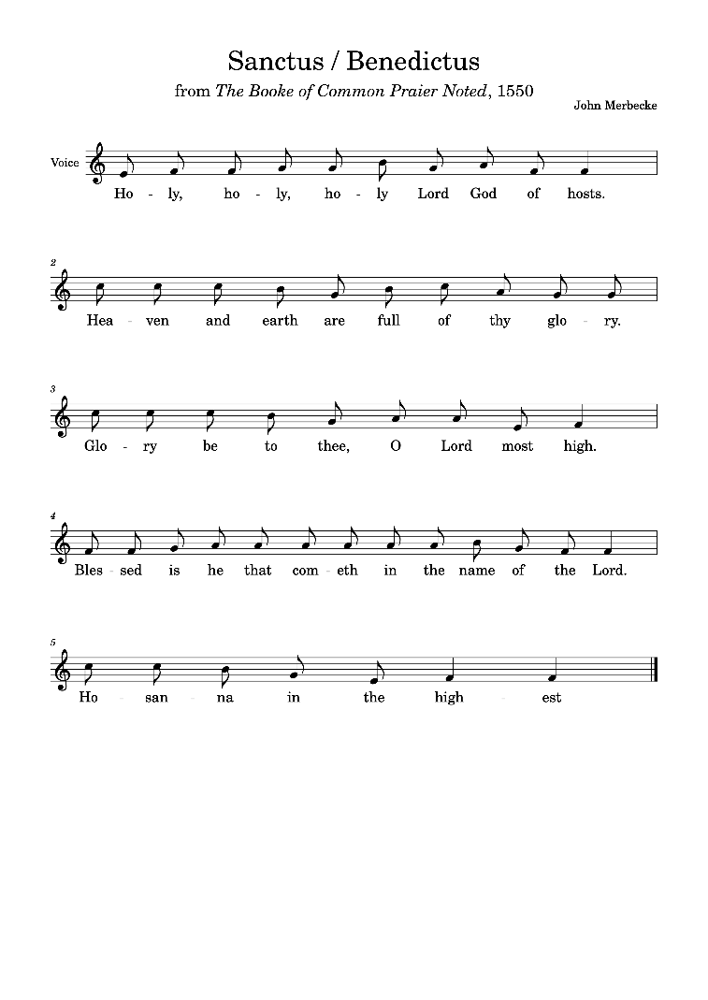 Sanctus / Benedictus
from The Booke of Common Praier Noted, 1550
John Merbecke
Voice
Ho - ly, ho - ly, ho - ly Lord God of hosts.
2
Hea - ven and earth are full of thy glo - ry.
3
Glo - ry be to thee, O Lord most high.
4
Bles - sed is he that com - eth in the name of the Lord.
5
Ho - san - na in the high - est